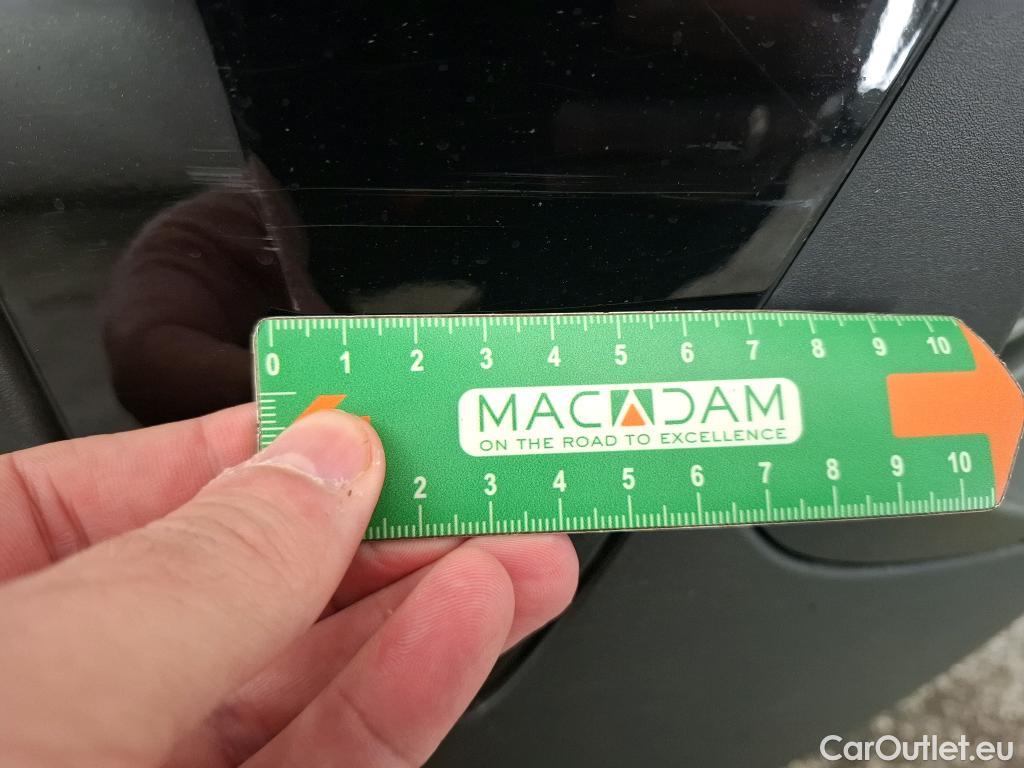 0 1 2 3 4 5 6 7 8 9 10
MACADAM
ON THE ROAD TO EXCELLENCE
2 3 4 5 6 7 8 9 10
CarOutlet.eu